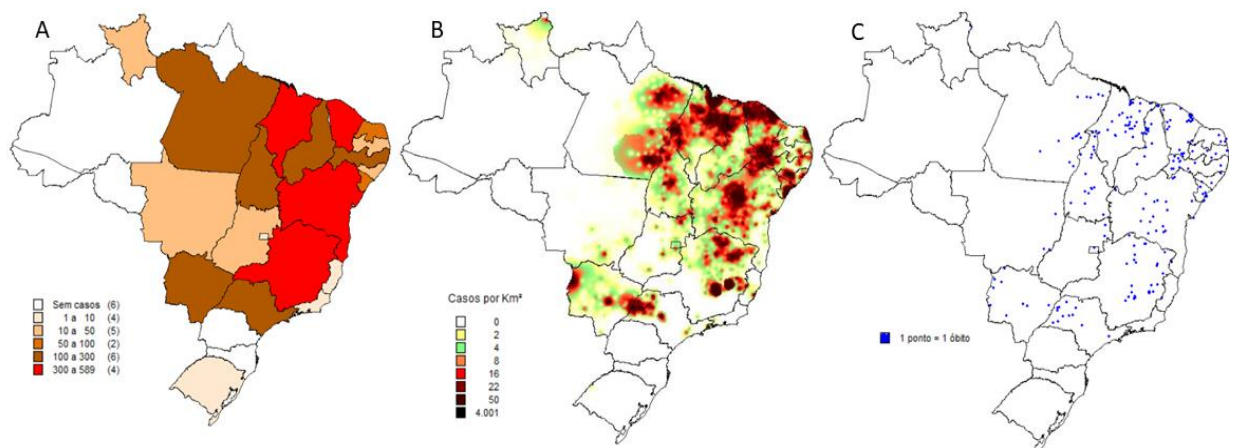 A
B
C
Sem casos (6)
1 a 10 (4)
10 a 50 (5)
50 a 100 (2)
100 a 300 (6)
300 a 589 (4)
Casos por Km²
0
2
4
8
16
22
50
4.001
1 ponto = 1 óbito